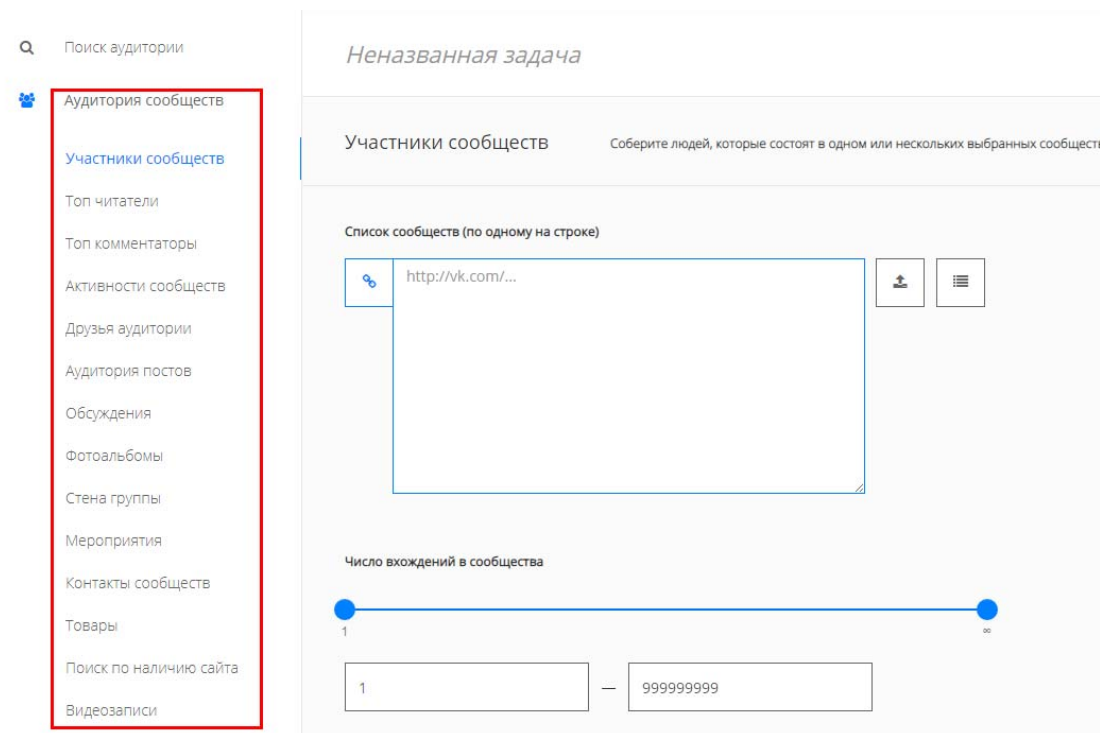 Поиск аудитории
Аудитория сообществ
Участники сообществ
Топ читатели
Топ комментаторы
Активности сообществ
Друзья аудитории
Аудитория постов
Обсуждения
Фотоальбомы
Стена группы
Мероприятия
Контакты сообществ
Товары
Поиск по наличию сайта
Видеозаписи
Неназванная задача
Участники сообществ
Соберите людей, которые состоят в одном или нескольких выбранных сообществ
Список сообществ (по одному на строке)
http://vk.com/...
Число вхождений в сообщества
1 ∞
1 — 999999999